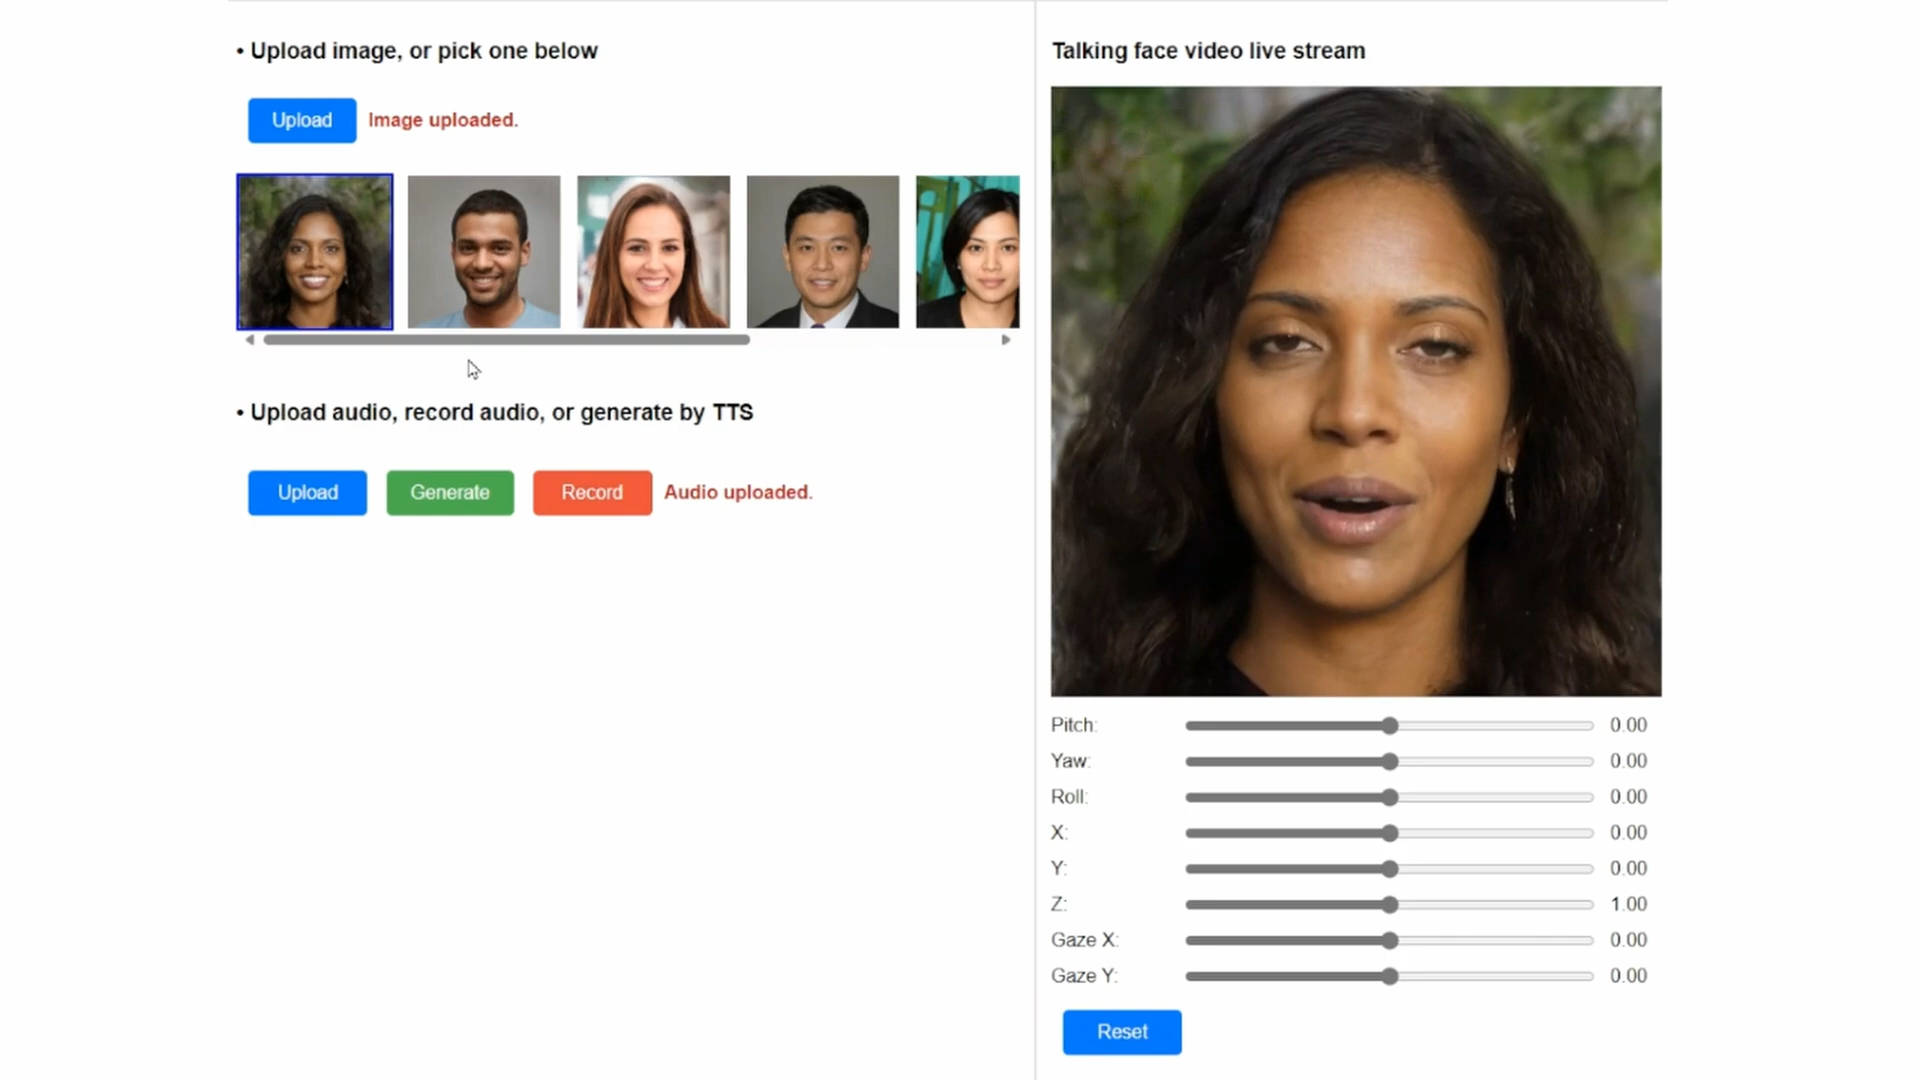 • Upload image, or pick one below
Upload
Image uploaded.
• Upload audio, record audio, or generate by TTS
Upload
Generate
Record
Audio uploaded.
Talking face video live stream
Pitch: 0.00
Yaw: 0.00
Roll: 0.00
X: 0.00
Y: 0.00
Z: 1.00
Gaze X: 0.00
Gaze Y: 0.00
Reset